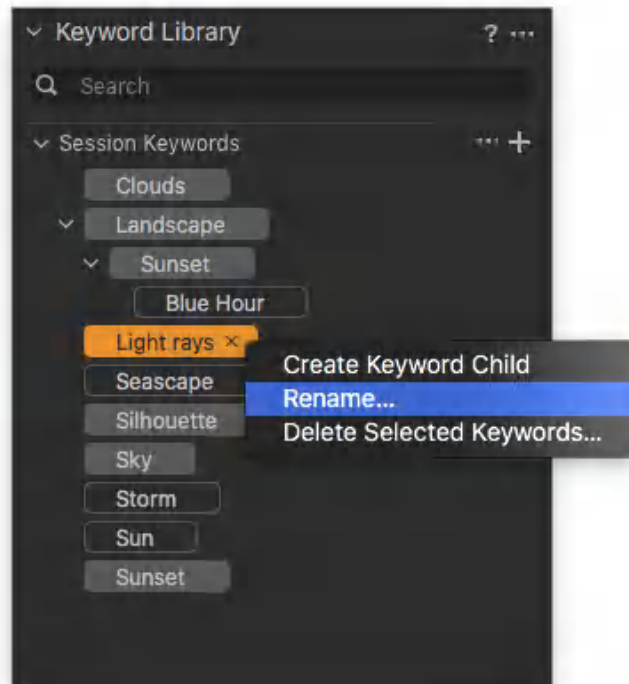 Keyword Library ? ...
Search
Session Keywords ... +
Clouds
Landscape
Sunset
Blue Hour
Light rays ×
Create Keyword Child
Seascape
Rename...
Silhouette
Delete Selected Keywords...
Sky
Storm
Sun
Sunset